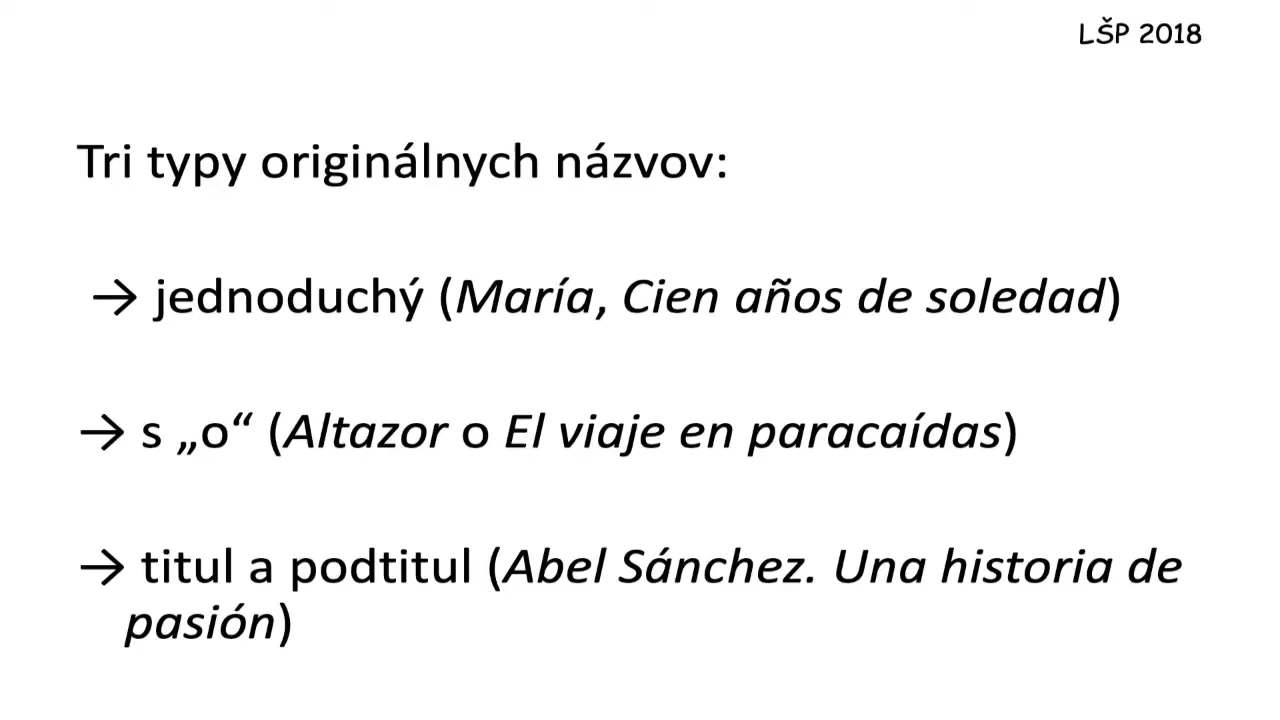 LŠP 2018
Tri typy originálnych názvov:
→ jednoduchý (María, Cien años de soledad)
→ s „o“ (Altazor o El viaje en paracaídas)
→ titul a podtitul (Abel Sánchez. Una historia de
pasión)